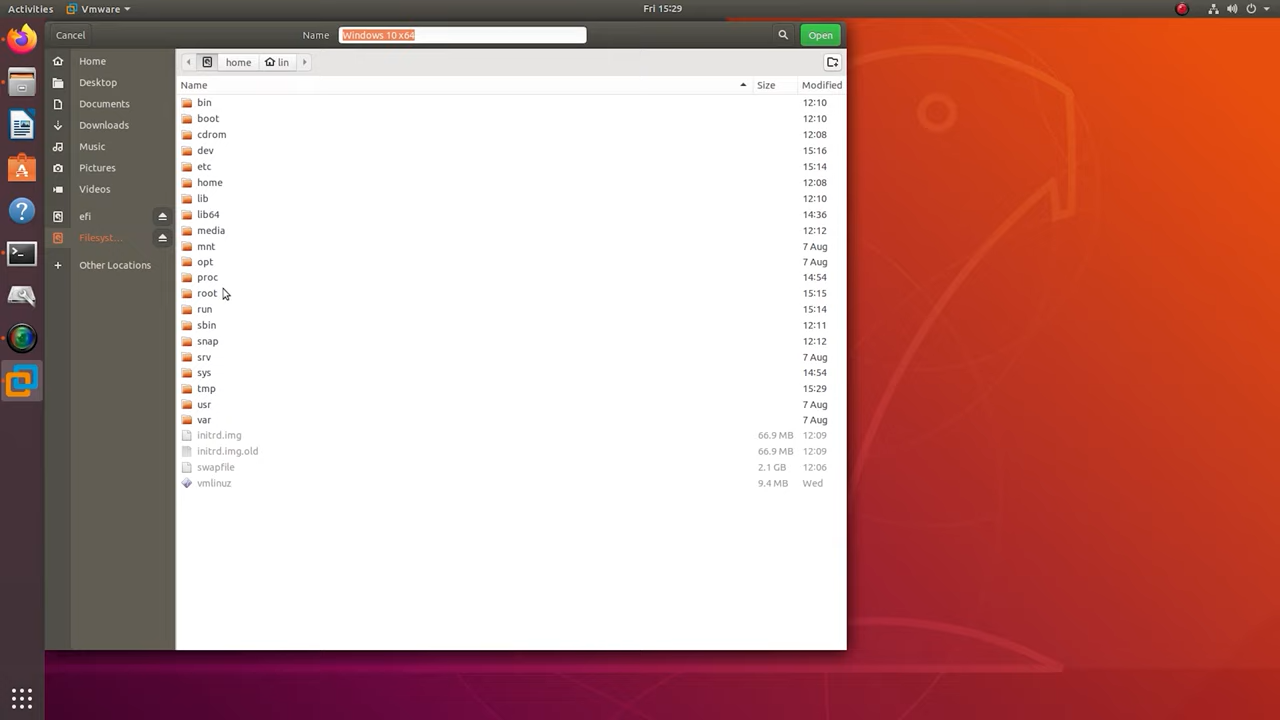 Activities Vmware Fri 15:29
Cancel Name Windows 10 x64 Open
Home home lin
Desktop Name Size Modified
Documents bin 12:10
Downloads boot 12:10
Music cdrom 12:08
Pictures dev 15:16
Videos etc 15:14
efi home 12:08
Filesyst... lib 12:10
Other Locations lib64 14:36
media 12:12
mnt 7 Aug
opt 7 Aug
proc 14:54
root 15:15
run 15:14
sbin 12:11
snap 12:12
srv 7 Aug
sys 14:54
tmp 15:29
usr 7 Aug
var 7 Aug
initrd.img 66.9 MB 12:09
initrd.img.old 66.9 MB 12:09
swapfile 2.1 GB 12:06
vmlinuz 9.4 MB Wed